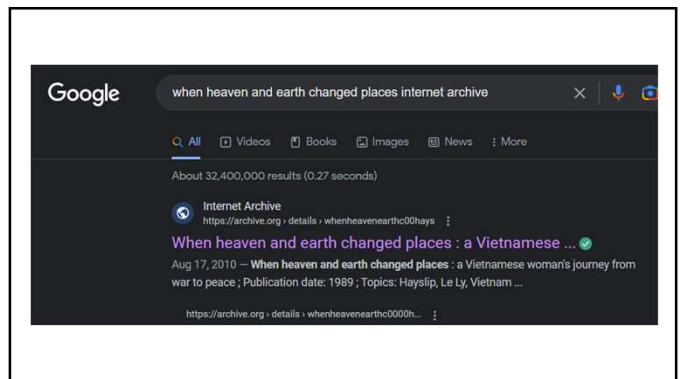 Google when heaven and earth changed places internet archive
All Videos Books Images News More
About 32,400,000 results (0.27 seconds)
Internet Archive
https://archive.org › details › whenheavenearthc00hays
When heaven and earth changed places : a Vietnamese ...
Aug 17, 2010 — When heaven and earth changed places : a Vietnamese woman's journey from
war to peace ; Publication date: 1989 ; Topics: Hayslip, Le Ly, Vietnam ...
https://archive.org › details › whenheavenearthc0000h...